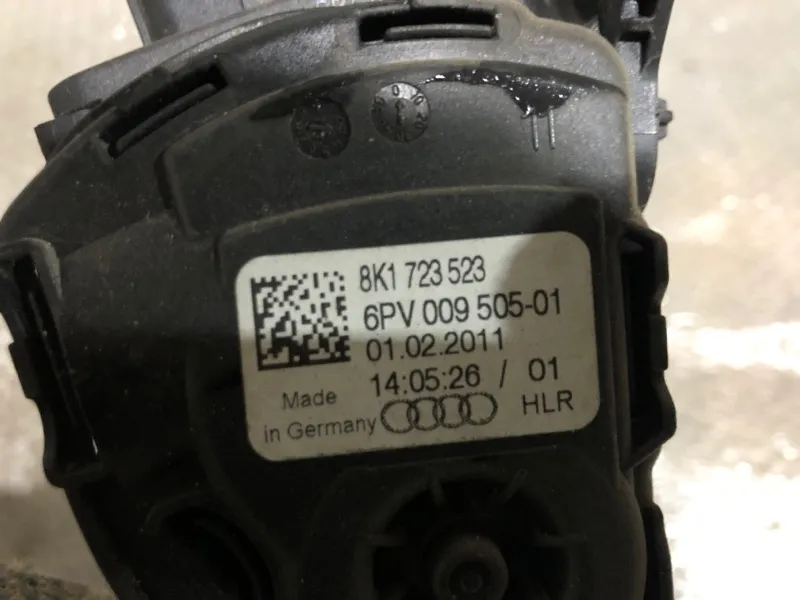 8K1 723 523
6PV 009 505-01
01.02.2011
14:05:26 / 01
Made
in Germany
HLR